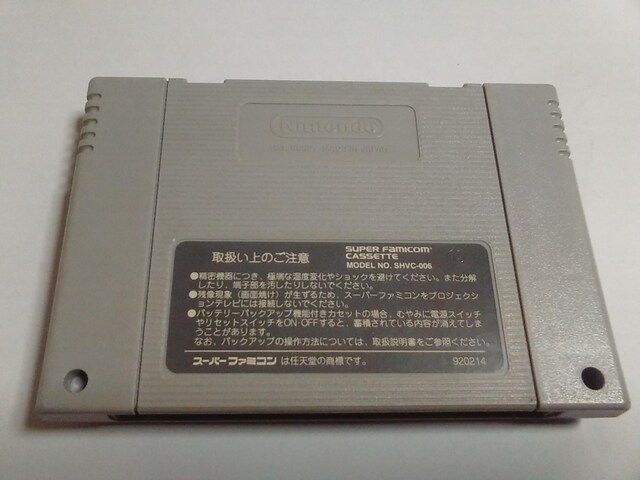 Nintendo
取扱い上のご注意
SUPER FAMICOM
CASSETTE
MODEL NO. SHVC-006
●精密機器につき、極端な温度変化やショックを避けてください。また分解
したり、端子部を汚したりしないでください。
●残像現象（画面焼け）が生ずるため、スーパーファミコンをプロジェクシ
ョンテレビには接続しないでください。
●バッテリーバックアップ機能付きカセットの場合、むやみに電源スイッチ
やリセットスイッチをON・OFFすると、蓄積されている内容が消えてしま
うことがあります。
なお、バックアップの操作方法については、取扱説明書をご参照ください。
スーパーファミコンは任天堂の商標です。
920214